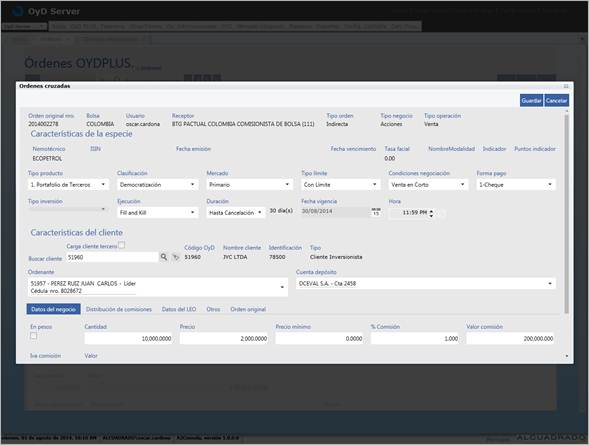 OyD Server
Órdenes OYDPLUS.
Ordenes cruzadas
Guardar Cancelar
Orden original nro. Bolsa Usuario Receptor Tipo orden Tipo negocio Tipo operación
2014002278 COLOMBIA oscar.cardona BTG PACTUAL COLOMBIA COMISIONISTA DE BOLSA (111) Indirecta Acciones Venta
Características de la especie
Nemotécnico ISIN Fecha emisión Fecha vencimiento Tasa facial NombreModalidad Indicador Puntos indicador
ECOPETROL 0.00
Tipo producto Clasificación Mercado Tipo límite Condiciones negociación Forma pago
1. Portafolio de Terceros Democratización Primario Con Límite Venta en Corto 1-Cheque
Tipo inversión Ejecución Duración Fecha vigencia Hora
Fill and Kill Hasta Cancelación 30 día(s) 30/08/2014 11:59 PM
Características del cliente
Carga cliente tercero Código OyD Nombre cliente Identificación Tipo
Buscar cliente 51960 51960 JYC LTDA 78500 Cliente Inversionista
Ordenante Cuenta depósito
51957 - PEREZ RUIZ JUAN CARLOS - Líder DCEVAL S.A. - Cta 2458
Cédula nro. 8028672
Datos del negocio Distribución de comisiones Datos del LEO Otros Orden original
En pesos Cantidad Precio Precio mínimo % Comisión Valor comisión
10,000.0000 2,000.0000 0.0000 1.000 200,000.000
Iva comisión Valor
ALCUADRADO